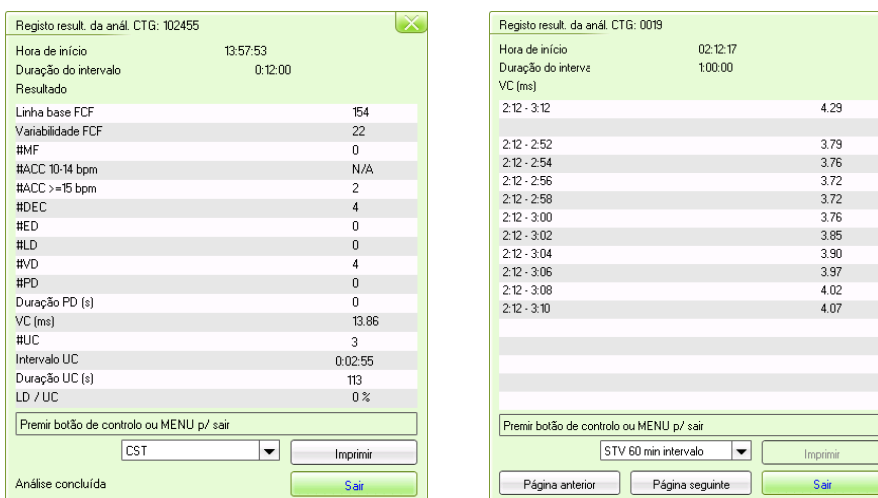 Registo result. da anál. CTG: 102455
Hora de início 13:57:53
Duração do intervalo 0:12:00
Resultado
Linha base FCF 154
Variabilidade FCF 22
#MF 0
#ACC 10-14 bpm N/A
#ACC >=15 bpm 2
#DEC 4
#ED 0
#LD 0
#VD 4
#PD 0
Duração PD (s) 0
VC (ms) 13.86
#UC 3
Intervalo UC 0:02:55
Duração UC (s) 113
LD / UC 0 %
Premir botão de controlo ou MENU p/ sair
CST Imprimir
Análise concluída Sair
Registo result. da anál. CTG: 0019
Hora de início 02:12:17
Duração do interva 1:00:00
VC (ms)
2:12 - 3:12 4.29
2:12 - 2:52 3.79
2:12 - 2:54 3.76
2:12 - 2:56 3.72
2:12 - 2:58 3.72
2:12 - 3:00 3.76
2:12 - 3:02 3.85
2:12 - 3:04 3.90
2:12 - 3:06 3.97
2:12 - 3:08 4.02
2:12 - 3:10 4.07
Premir botão de controlo ou MENU p/ sair
STV 60 min intervalo Imprimir
Página anterior Página seguinte Sair